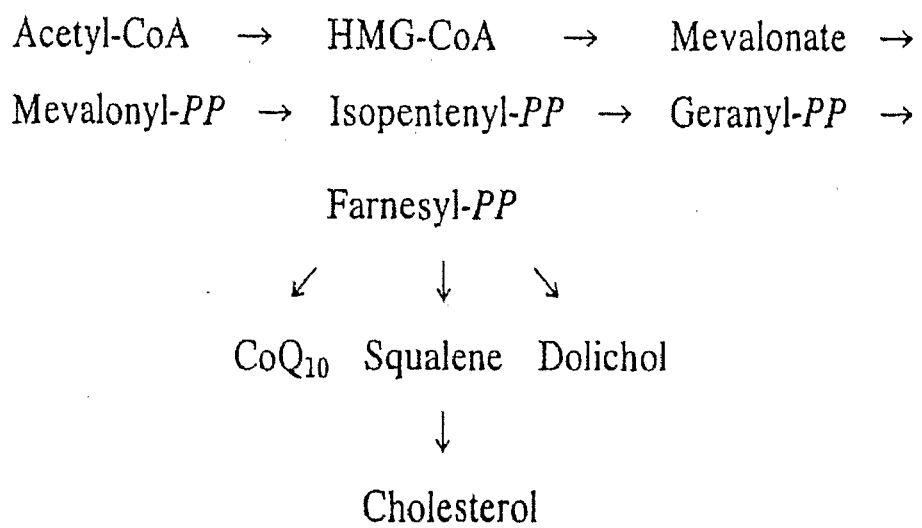 Acetyl-CoA → HMG-CoA → Mevalonate →
Mevalonyl-PP → Isopentenyl-PP → Geranyl-PP →
Farnesyl-PP
↙ ↓ ↘
CoQ₁₀ Squalene Dolichol
↓
Cholesterol